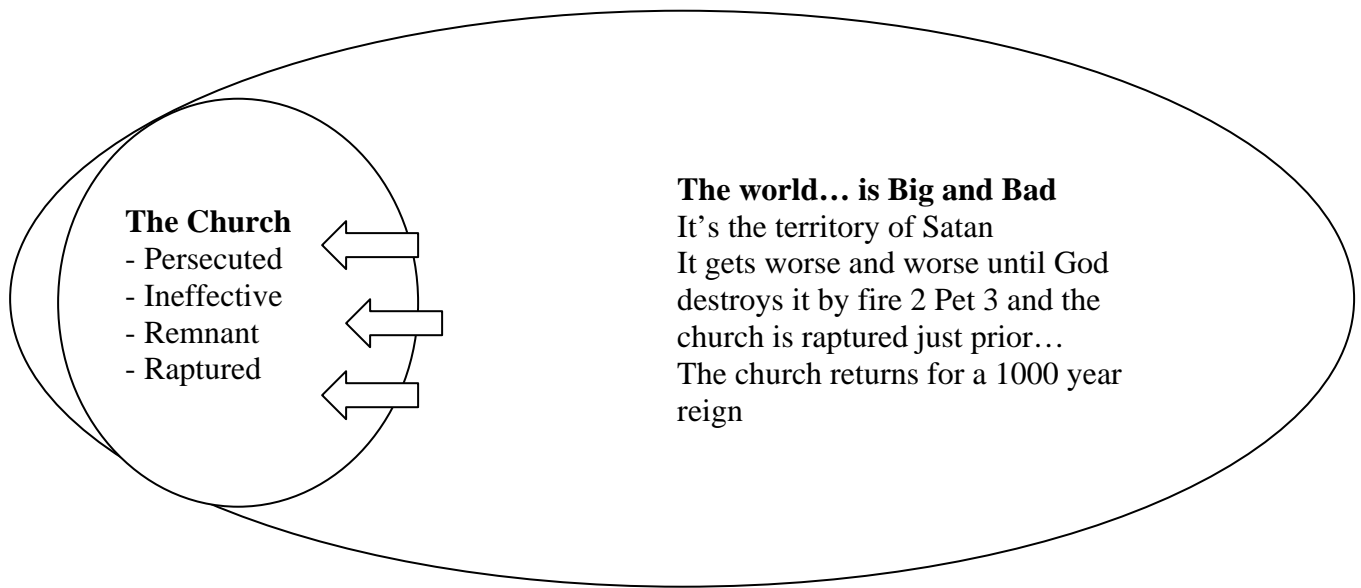 The Church
- Persecuted
- Ineffective
- Remnant
- Raptured
The world… is Big and Bad
It’s the territory of Satan
It gets worse and worse until God
destroys it by fire 2 Pet 3 and the
church is raptured just prior…
The church returns for a 1000 year
reign